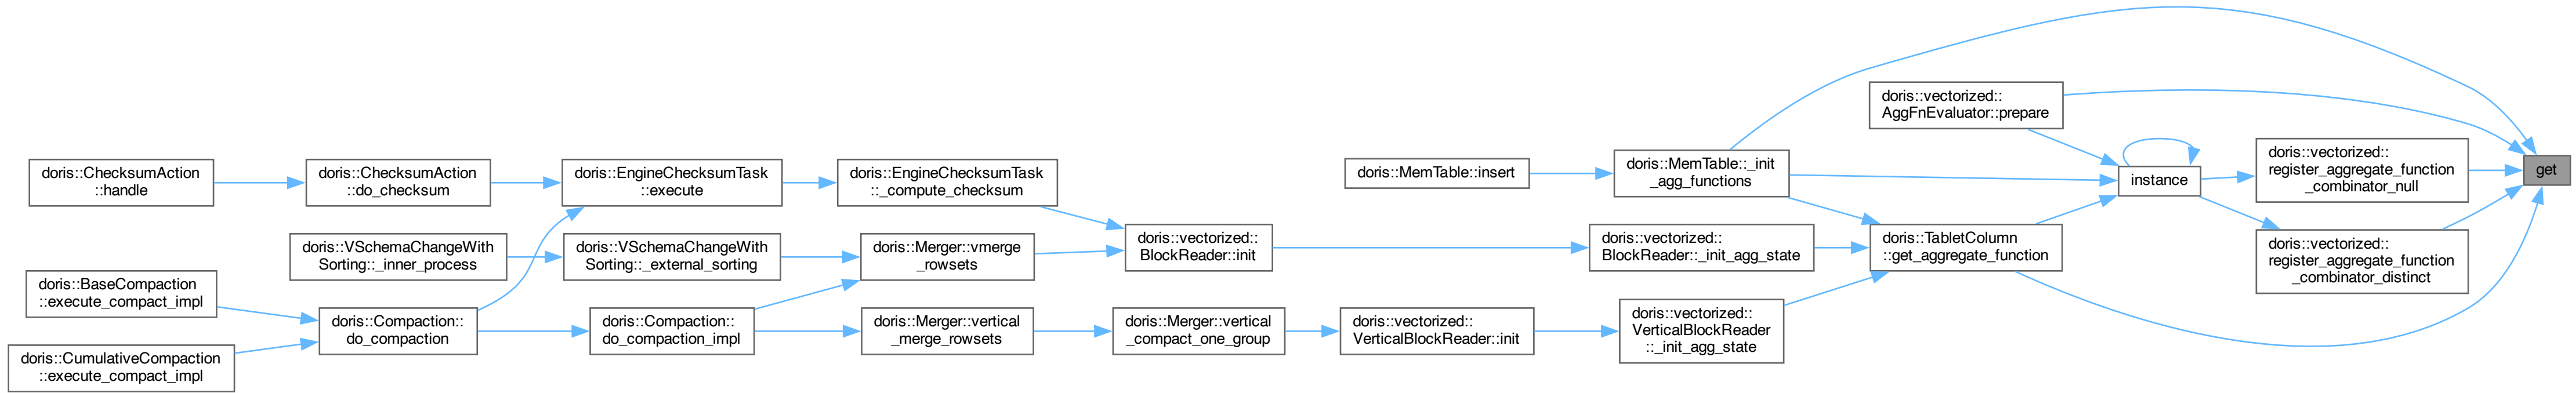 doris::ChecksumAction
::handle
doris::BaseCompaction
::execute_compact_impl
doris::CumulativeCompaction
::execute_compact_impl
doris::ChecksumAction
::do_checksum
doris::VSchemaChangeWith
Sorting::_inner_process
doris::Compaction::
do_compaction
doris::EngineChecksumTask
::execute
doris::VSchemaChangeWith
Sorting::_external_sorting
doris::Compaction::
do_compaction_impl
doris::EngineChecksumTask
::_compute_checksum
doris::Merger::vmerge
_rowsets
doris::Merger::vertical
_merge_rowsets
doris::vectorized::
BlockReader::init
doris::Merger::vertical
_compact_one_group
doris::MemTable::insert
doris::vectorized::
VerticalBlockReader::init
doris::MemTable::_init
_agg_functions
doris::vectorized::
BlockReader::_init_agg_state
doris::vectorized::
VerticalBlockReader
::_init_agg_state
doris::vectorized::
AggFnEvaluator::prepare
doris::TabletColumn
::get_aggregate_function
instance
doris::vectorized::
register_aggregate_function
_combinator_null
doris::vectorized::
register_aggregate_function
_combinator_distinct
get